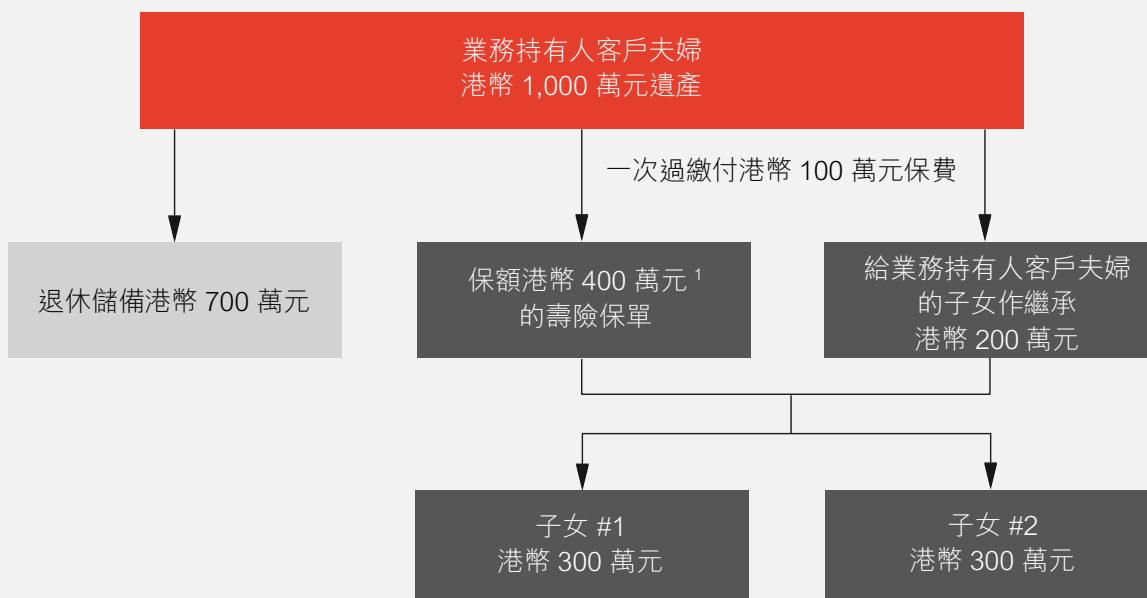 業務持有人客戶夫婦
港幣 1,000 萬元遺產
一次過繳付港幣 100 萬元保費
退休儲備港幣 700 萬元
保額港幣 400 萬元 1
的壽險保單
給業務持有人客戶夫婦
的子女作繼承
港幣 200 萬元
子女 #1
港幣 300 萬元
子女 #2
港幣 300 萬元